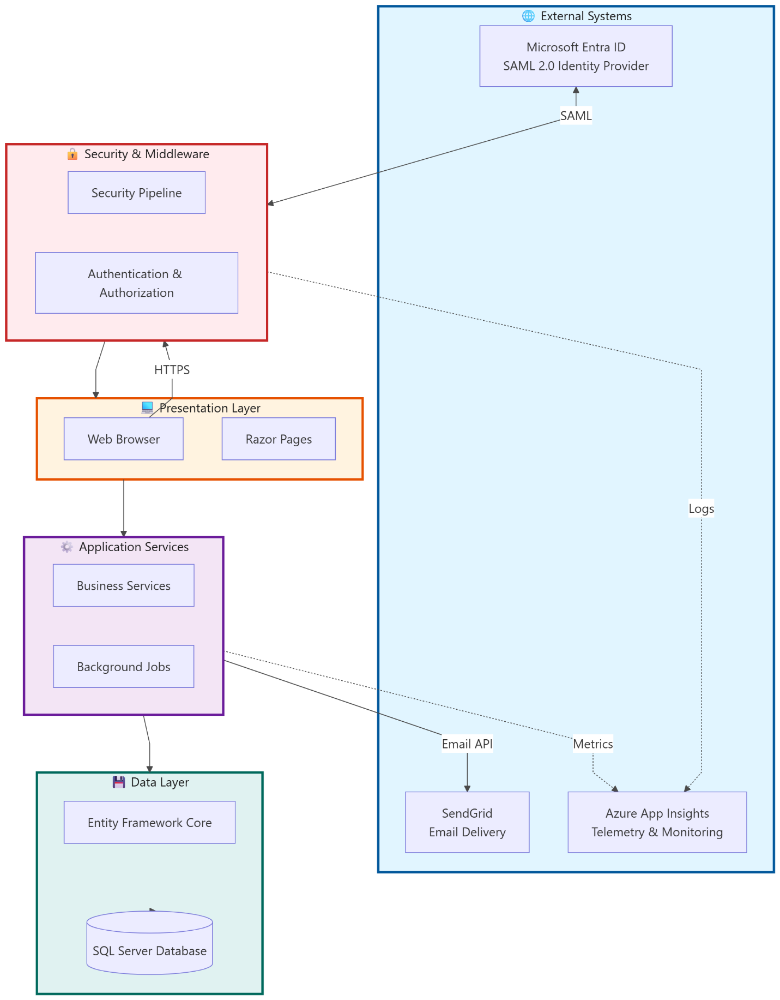 External Systems
Microsoft Entra ID
SAML 2.0 Identity Provider
SAML
Security & Middleware
Security Pipeline
Authentication &
Authorization
HTTPS
Presentation Layer
Web Browser
Razor Pages
Logs
Application Services
Business Services
Background Jobs
Email API
Metrics
Data Layer
SendGrid
Email Delivery
Azure App Insights
Telemetry & Monitoring
Entity Framework Core
SQL Server Database